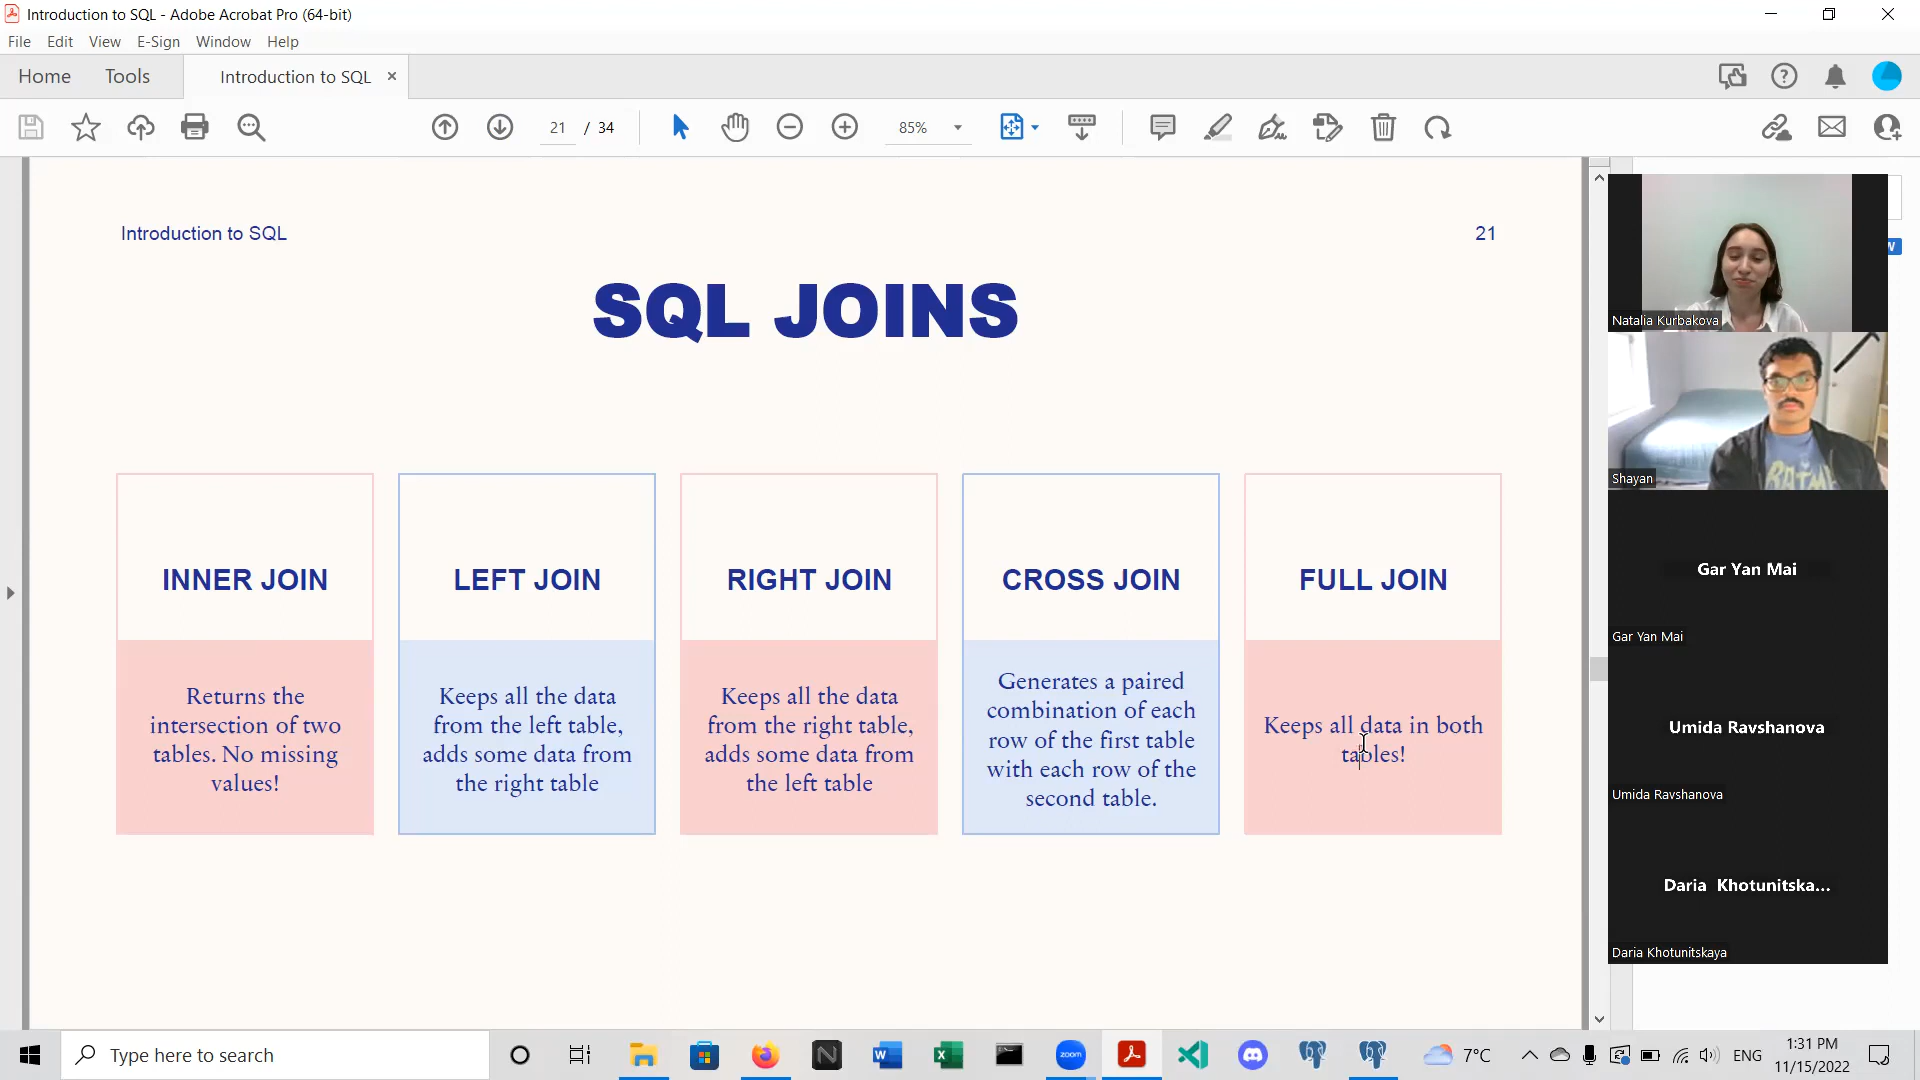 Introduction to SQL - Adobe Acrobat Pro (64-bit)
File Edit View E-Sign Window Help
Home Tools Introduction to SQL
21 / 34 85%
Introduction to SQL 21
SQL JOINS
INNER JOIN
Returns the
intersection of two
tables. No missing
values!
LEFT JOIN
Keeps all the data
from the left table,
adds some data from
the right table
RIGHT JOIN
Keeps all the data
from the right table,
adds some data from
the left table
CROSS JOIN
Generates a paired
combination of each
row of the first table
with each row of the
second table.
FULL JOIN
Keeps all data in both
tables!
Natalia Kurbakova
Shayan
Gar Yan Mai
Gar Yan Mai
Umida Ravshanova
Umida Ravshanova
Daria Khotunitska...
Daria Khotunitskaya
Type here to search
zoom
7°C
ENG
1:31 PM
11/15/2022